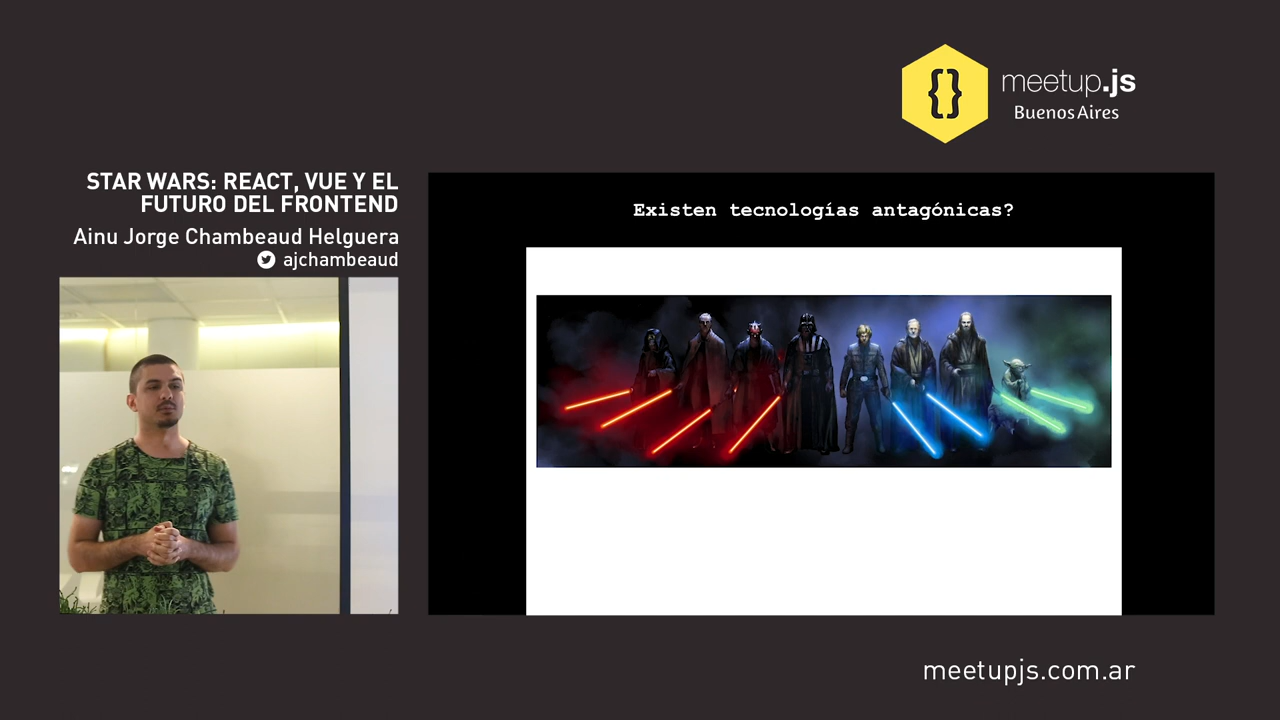 {}
meetup.js
Buenos Aires
STAR WARS: REACT, VUE Y EL
FUTURO DEL FRONTEND
Ainu Jorge Chambeaud Helguera
ajchambeaud
Existen tecnologías antagónicas?
meetupjs.com.ar